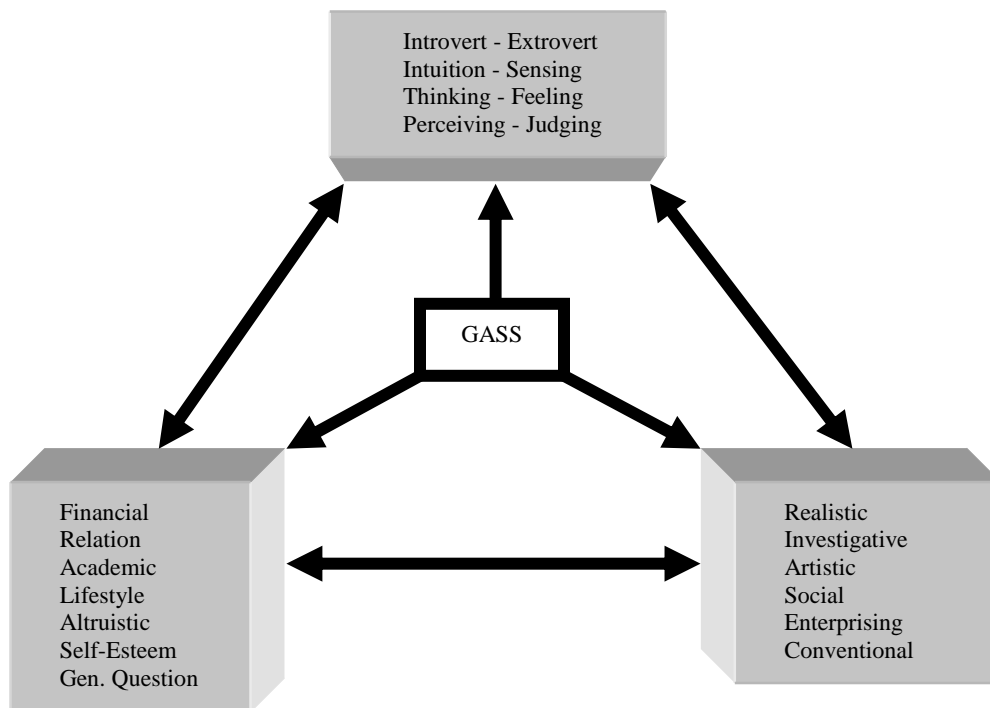 Introvert - Extrovert
Intuition - Sensing
Thinking - Feeling
Perceiving - Judging
GASS
Financial
Relation
Academic
Lifestyle
Altruistic
Self-Esteem
Gen. Question
Realistic
Investigative
Artistic
Social
Enterprising
Conventional